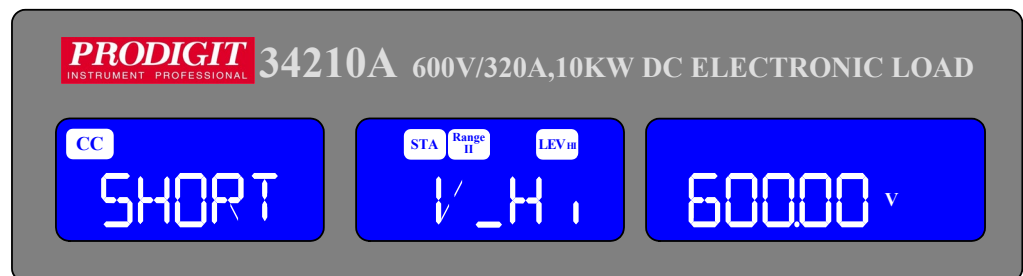 PRODIGIT
INSTRUMENT PROFESSIONAL
34210A 600V/320A,10KW DC ELECTRONIC LOAD
CC
SHORT
STA Range II LEV HI
V_Hi
600.00 V